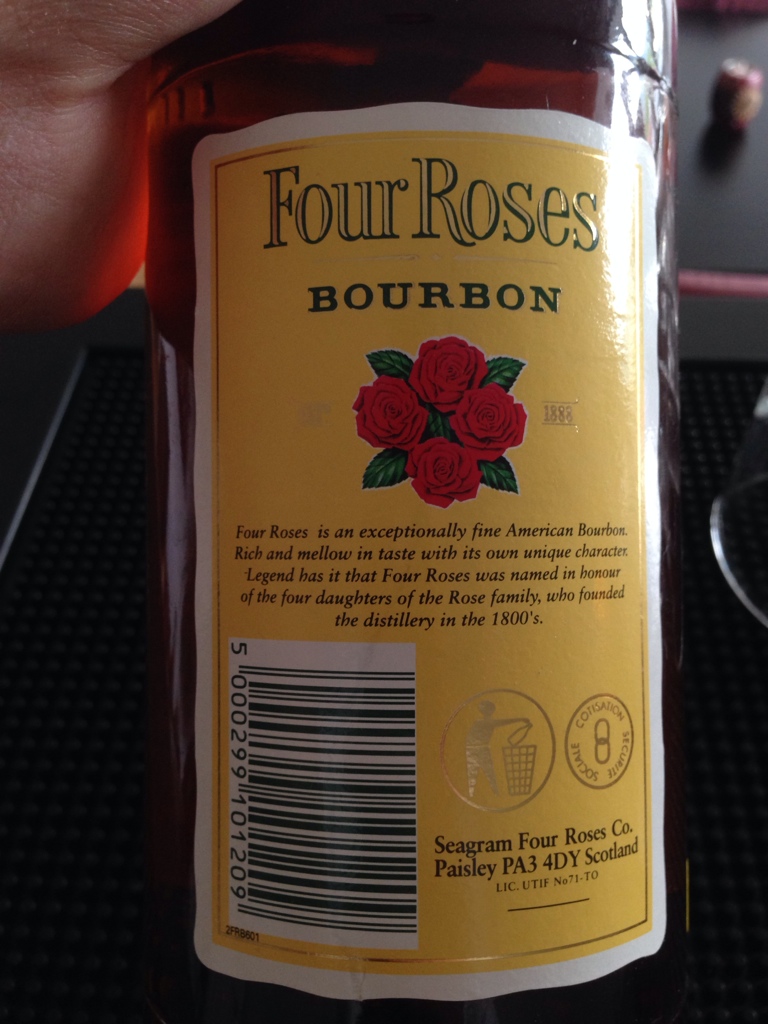 Four Roses
BOURBON
1888
Four Roses is an exceptionally fine American Bourbon.
Rich and mellow in taste with its own unique character.
Legend has it that Four Roses was named in honour
of the four daughters of the Rose family, who founded
the distillery in the 1800's.
5 000299 101209
COTISATION SECURITE SOCIALE
Seagram Four Roses Co.
Paisley PA3 4DY Scotland
LIC. UTIF No71-TO
2FRB601